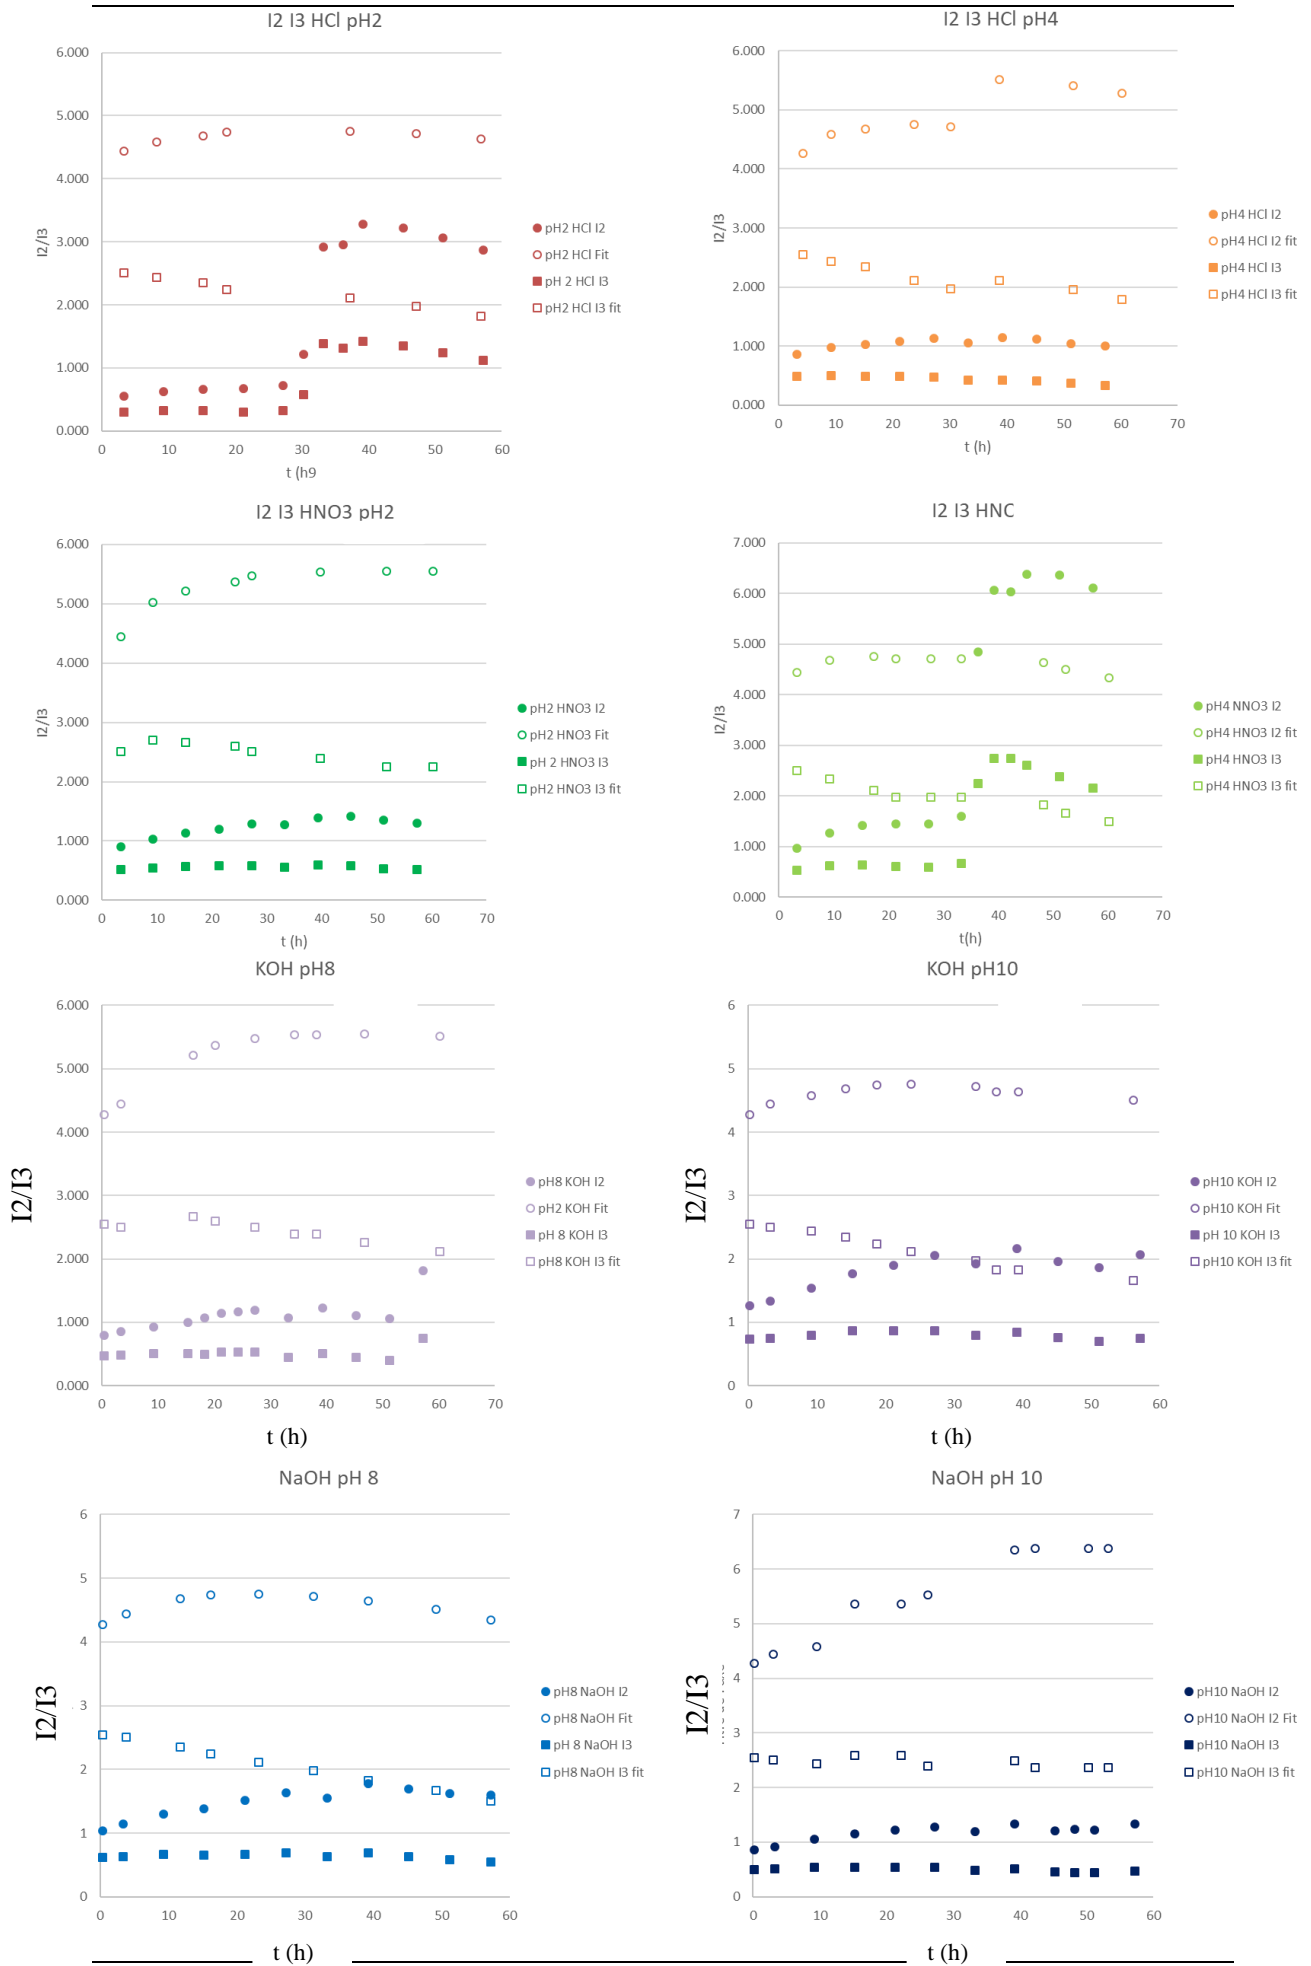 I2 I3 HCl pH2
6.000
5.000
4.000
3.000
2.000
1.000
0.000
I2/I3
0 10 20 30 40 50 60
t (h9
pH2 HCl I2
pH2 HCl Fit
pH 2 HCl I3
pH2 HCl I3 fit
I2 I3 HCl pH4
6.000
5.000
4.000
3.000
2.000
1.000
0.000
I2/I3
0 10 20 30 40 50 60 70
t (h)
pH4 HCl I2
pH4 HCl I2 fit
pH4 HCl I3
pH4 HCl I3 fit
I2 I3 HNO3 pH2
6.000
5.000
4.000
3.000
2.000
1.000
0.000
I2/I3
0 10 20 30 40 50 60 70
t (h)
pH2 HNO3 I2
pH2 HNO3 Fit
pH 2 HNO3 I3
pH2 HNO3 I3 fit
I2 I3 HNC
7.000
6.000
5.000
4.000
3.000
2.000
1.000
0.000
I2/I3
0 10 20 30 40 50 60 70
t(h)
pH4 NNO3 I2
pH4 HNO3 I2 fit
pH4 HNO3 I3
pH4 HNO3 I3 fit
KOH pH8
6.000
5.000
4.000
3.000
2.000
1.000
0.000
I2/I3
0 10 20 30 40 50 60 70
t (h)
pH8 KOH I2
pH2 KOH Fit
pH 8 KOH I3
pH8 KOH I3 fit
KOH pH10
6
5
4
3
2
1
0
I2/I3
0 10 20 30 40 50 60
t (h)
pH10 KOH I2
pH10 KOH Fit
pH 10 KOH I3
pH10 KOH I3 fit
NaOH pH 8
6
5
4
3
2
1
0
I2/I3
0 10 20 30 40 50 60
t (h)
pH8 NaOH I2
pH8 NaOH Fit
pH 8 NaOH I3
pH8 NaOH I3 fit
NaOH pH 10
7
6
5
4
3
2
1
0
I2/I3
0 10 20 30 40 50 60
t (h)
pH10 NaOH I2
pH10 NaOH I2 Fit
pH10 NaOH I3
pH10 NaOH I3 fit